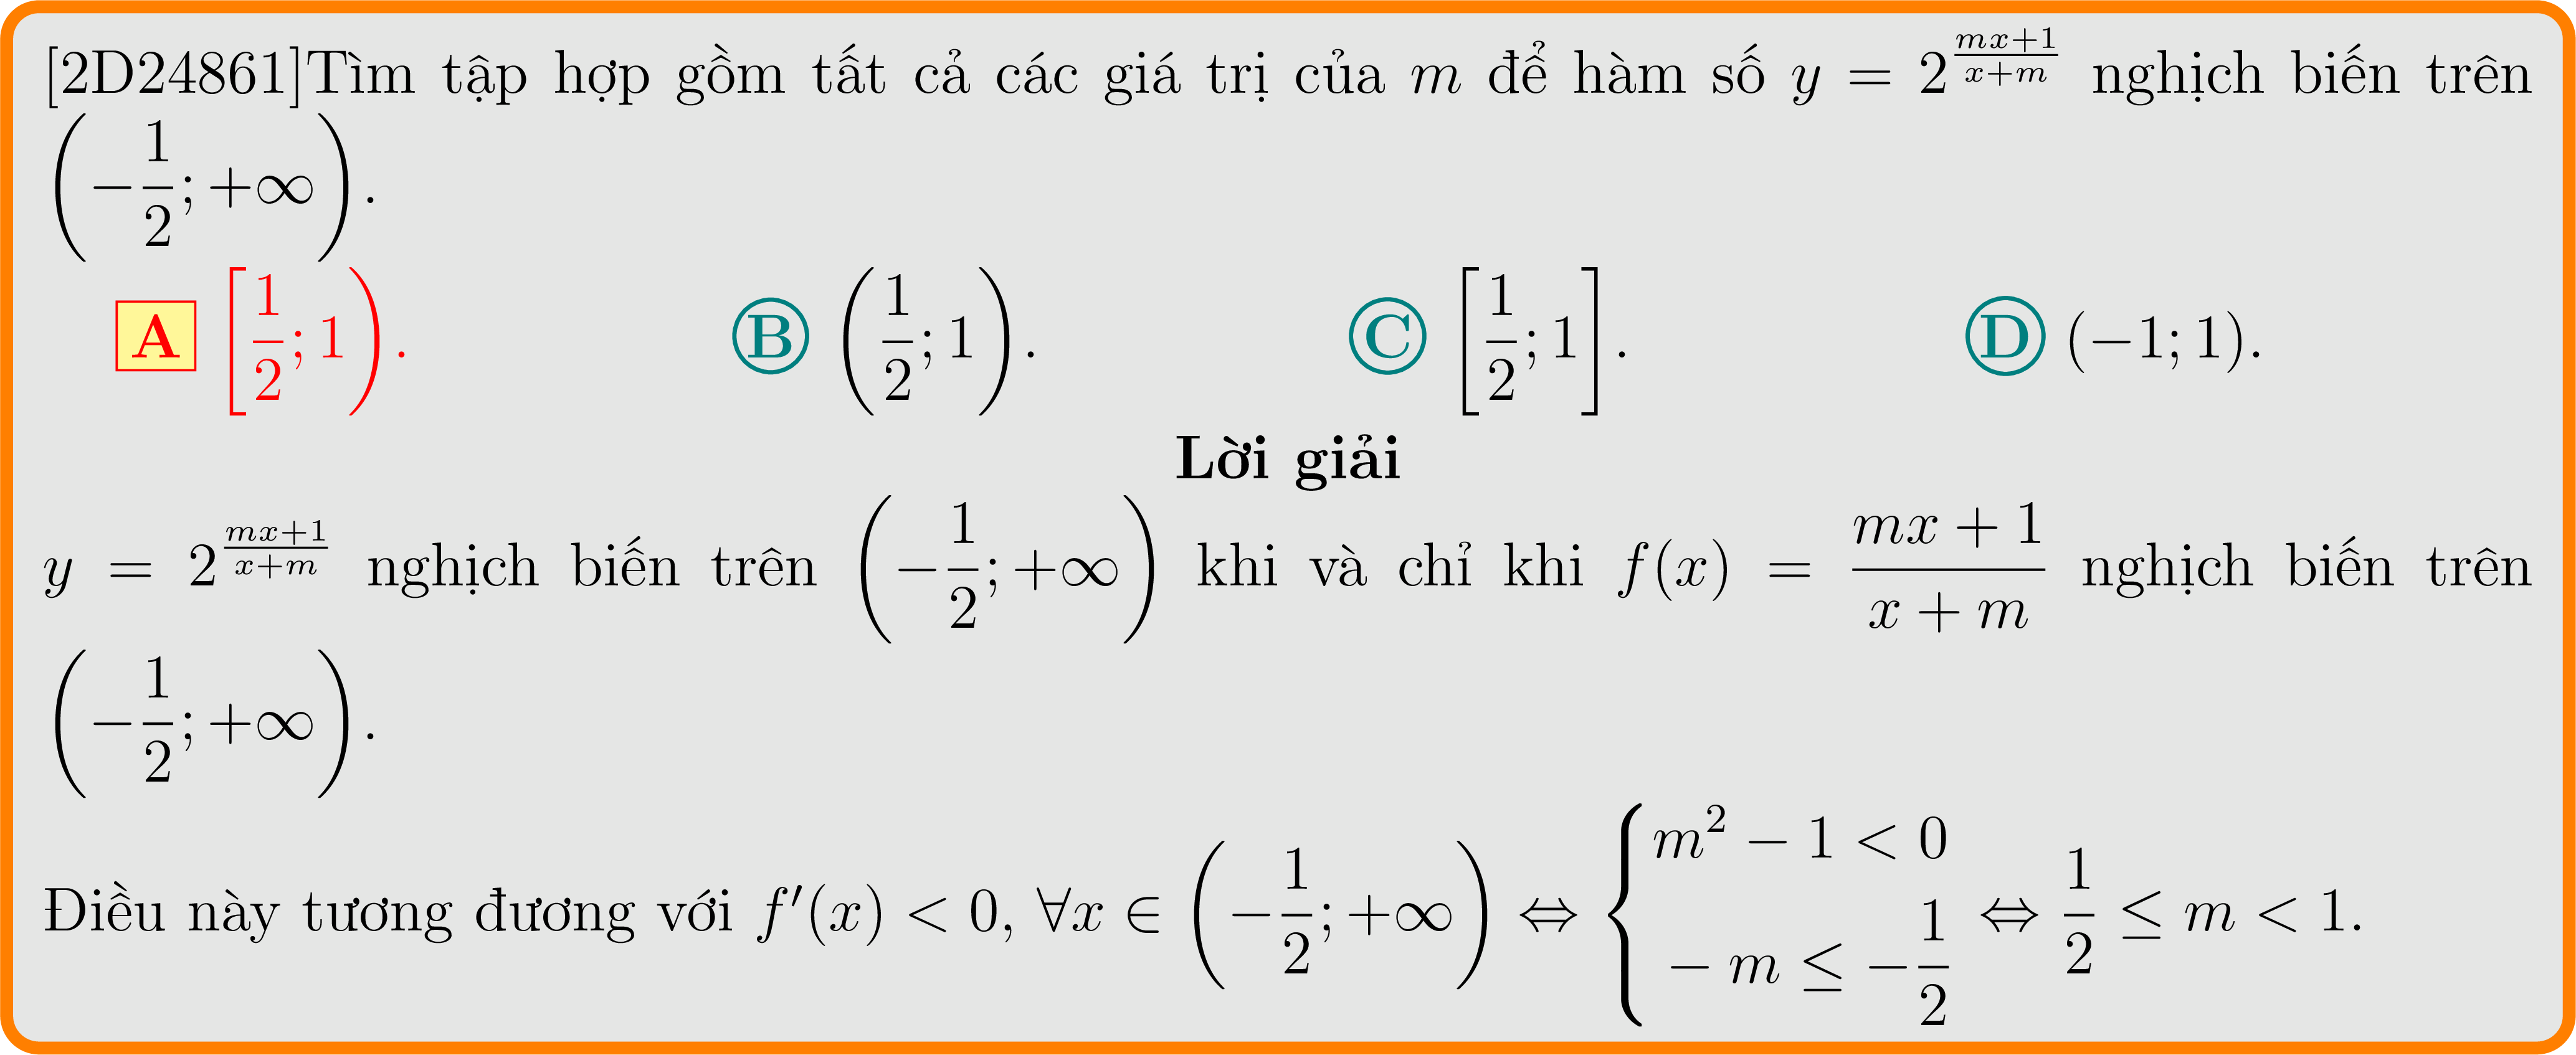 [2D24861]Tìm tập hợp gồm tất cả các giá trị của $m$ để hàm số $y = 2^{\frac{mx+1}{x+m}}$ nghịch biến trên
$\left(-\frac{1}{2};+\infty\right)$.
A $\left[\frac{1}{2};1\right)$. B $\left(\frac{1}{2};1\right)$. C $\left[\frac{1}{2};1\right]$. D $(-1;1)$.
Lời giải
$y = 2^{\frac{mx+1}{x+m}}$ nghịch biến trên $\left(-\frac{1}{2};+\infty\right)$ khi và chỉ khi $f(x) = \frac{mx+1}{x+m}$ nghịch biến trên
$\left(-\frac{1}{2};+\infty\right)$.
Điều này tương đương với $f'(x) < 0, \forall x \in \left(-\frac{1}{2};+\infty\right) \Leftrightarrow \begin{cases} m^2 - 1 < 0 \\ -m \leq -\frac{1}{2} \end{cases} \Leftrightarrow \frac{1}{2} \leq m < 1.$